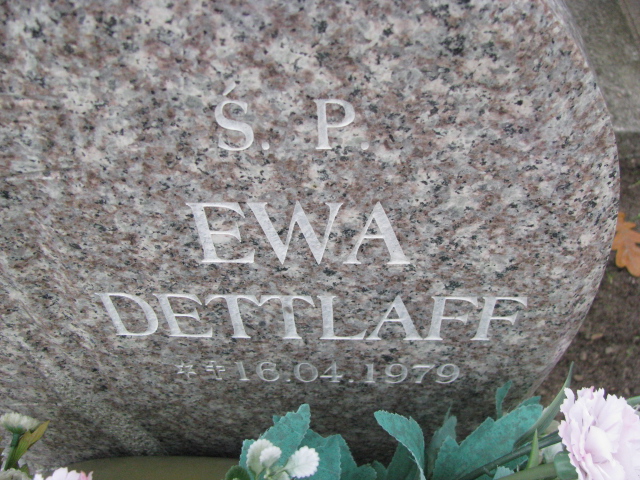 Ś. P.
EWA
DETTLAFF
*✝16.04.1979